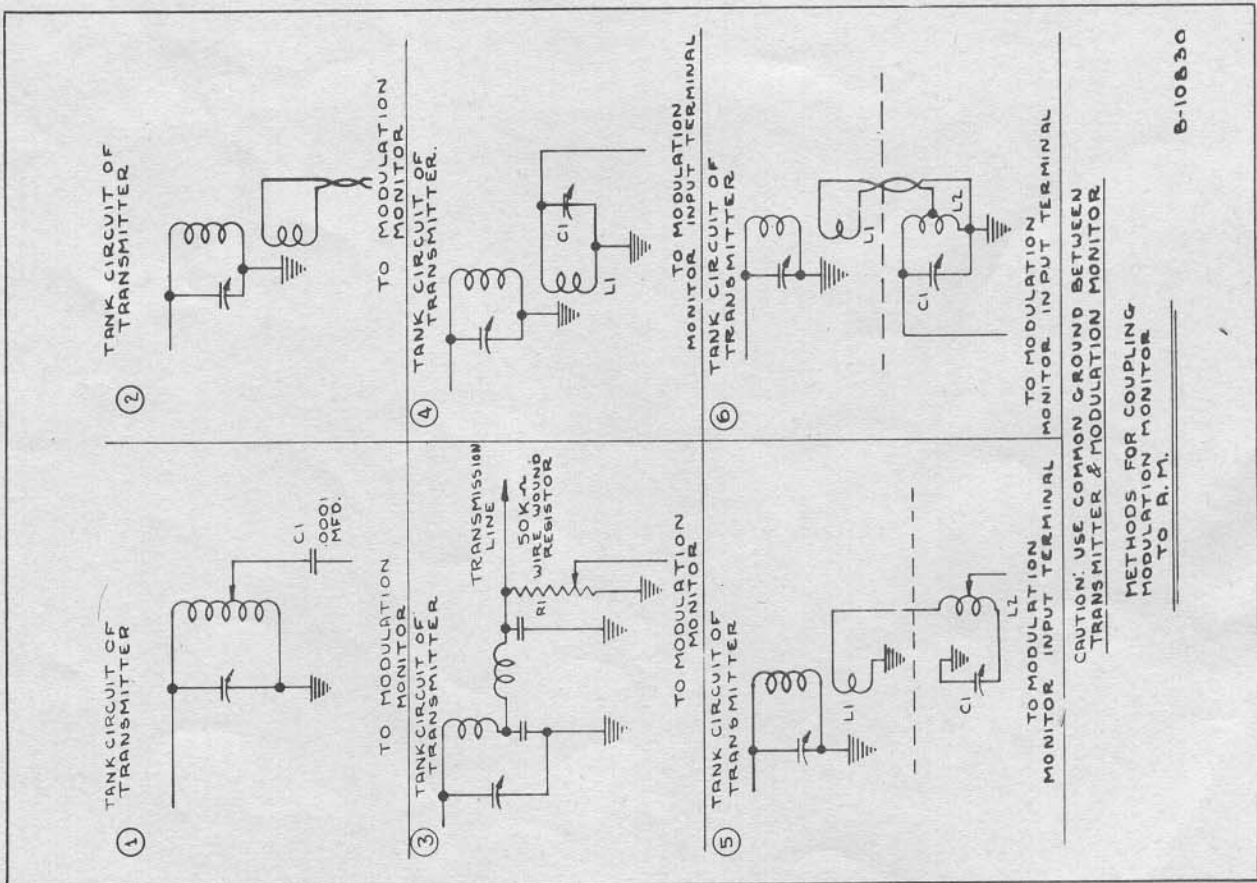 ①
TANK CIRCUIT OF
TRANSMITTER
C1
.0001
MFD.
TO MODULATION
MONITOR
②
TANK CIRCUIT OF
TRANSMITTER
TO MODULATION
MONITOR
③
TANK CIRCUIT OF
TRANSMITTER
TRANSMISSION
LINE
50K Ω
WIRE WOUND
RESISTOR
R1
TO MODULATION
MONITOR
④
TANK CIRCUIT OF
TRANSMITTER.
L1
C1
TO MODULATION
MONITOR INPUT TERMINAL
⑤
TANK CIRCUIT OF
TRANSMITTER
L1
C1
L2
TO MODULATION
MONITOR INPUT TERMINAL
⑥
TANK CIRCUIT OF
TRANSMITTER
L1
C1
L2
TO MODULATION
MONITOR INPUT TERMINAL
CAUTION: USE COMMON GROUND BETWEEN
TRANSMITTER & MODULATION MONITOR
METHODS FOR COUPLING
MODULATION MONITOR
TO A.M.
B-10830